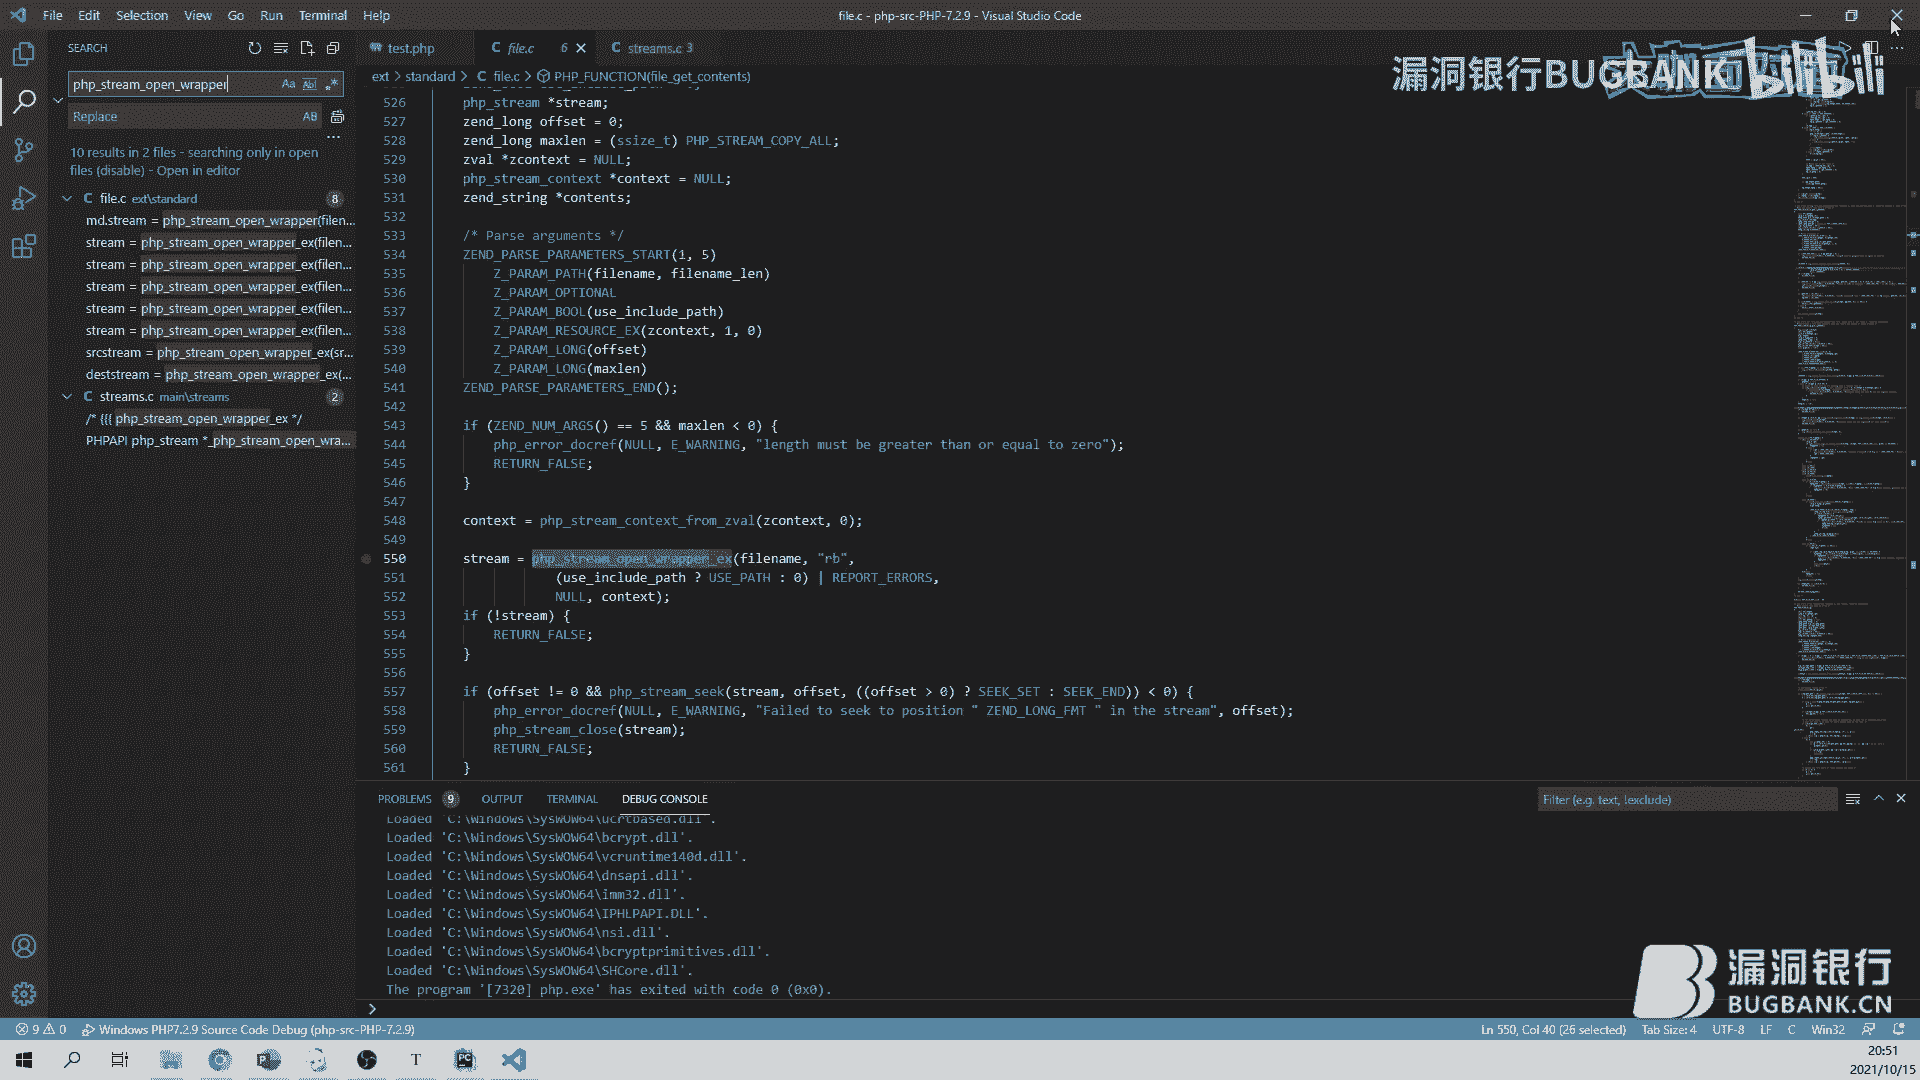 File Edit Selection View Go Run Terminal Help
file.c - php-src-PHP-7.2.9 - Visual Studio Code
SEARCH
php_stream_open_wrapper
Aa Abl .*
Replace
AB
10 results in 2 files - searching only in open
files (disable) - Open in editor
file.c ext\standard 8
md.stream = php_stream_open_wrapper(filen...
stream = php_stream_open_wrapper_ex(filen...
stream = php_stream_open_wrapper_ex(filen...
stream = php_stream_open_wrapper_ex(filen...
stream = php_stream_open_wrapper_ex(filen...
stream = php_stream_open_wrapper_ex(filen...
srcstream = php_stream_open_wrapper_ex(sr...
deststream = php_stream_open_wrapper_ex(...
streams.c main\streams 2
/* {{{ php_stream_open_wrapper_ex */
PHPAPI php_stream *_php_stream_open_wra...
test.php
C file.c 6
C streams.c 3
ext > standard > C file.c > PHP_FUNCTION(file_get_contents)
漏洞银行BUGBANK
bilibili
526 php_stream *stream;
527 zend_long offset = 0;
528 zend_long maxlen = (ssize_t) PHP_STREAM_COPY_ALL;
529 zval *zcontext = NULL;
530 php_stream_context *context = NULL;
531 zend_string *contents;
532
533 /* Parse arguments */
534 ZEND_PARSE_PARAMETERS_START(1, 5)
535 Z_PARAM_PATH(filename, filename_len)
536 Z_PARAM_OPTIONAL
537 Z_PARAM_BOOL(use_include_path)
538 Z_PARAM_RESOURCE_EX(zcontext, 1, 0)
539 Z_PARAM_LONG(offset)
540 Z_PARAM_LONG(maxlen)
541 ZEND_PARSE_PARAMETERS_END();
542
543 if (ZEND_NUM_ARGS() == 5 && maxlen < 0) {
544 php_error_docref(NULL, E_WARNING, "length must be greater than or equal to zero");
545 RETURN_FALSE;
546 }
547
548 context = php_stream_context_from_zval(zcontext, 0);
549
550 stream = php_stream_open_wrapper_ex(filename, "rb",
551 (use_include_path ? USE_PATH : 0) | REPORT_ERRORS,
552 NULL, context);
553 if (!stream) {
554 RETURN_FALSE;
555 }
556
557 if (offset != 0 && php_stream_seek(stream, offset, ((offset > 0) ? SEEK_SET : SEEK_END)) < 0) {
558 php_error_docref(NULL, E_WARNING, "Failed to seek to position " ZEND_LONG_FMT " in the stream", offset);
559 php_stream_close(stream);
560 RETURN_FALSE;
561 }
PROBLEMS 9 OUTPUT TERMINAL DEBUG CONSOLE
Filter (e.g. text, !exclude)
Loaded 'C:\Windows\SysWOW64\ucrtbased.dll'.
Loaded 'C:\Windows\SysWOW64\bcrypt.dll'.
Loaded 'C:\Windows\SysWOW64\vcruntime140d.dll'.
Loaded 'C:\Windows\SysWOW64\dnsapi.dll'.
Loaded 'C:\Windows\SysWOW64\imm32.dll'.
Loaded 'C:\Windows\SysWOW64\IPHLPAPI.DLL'.
Loaded 'C:\Windows\SysWOW64\nsi.dll'.
Loaded 'C:\Windows\SysWOW64\bcryptprimitives.dll'.
Loaded 'C:\Windows\SysWOW64\SHCore.dll'.
The program '[7320] php.exe' has exited with code 0 (0x0).
漏洞银行
BUGBANK.CN
9 0 Windows PHP7.2.9 Source Code Debug (php-src-PHP-7.2.9)
Ln 550, Col 40 (26 selected) Tab Size: 4 UTF-8 LF C Win32
20:51
2021/10/15